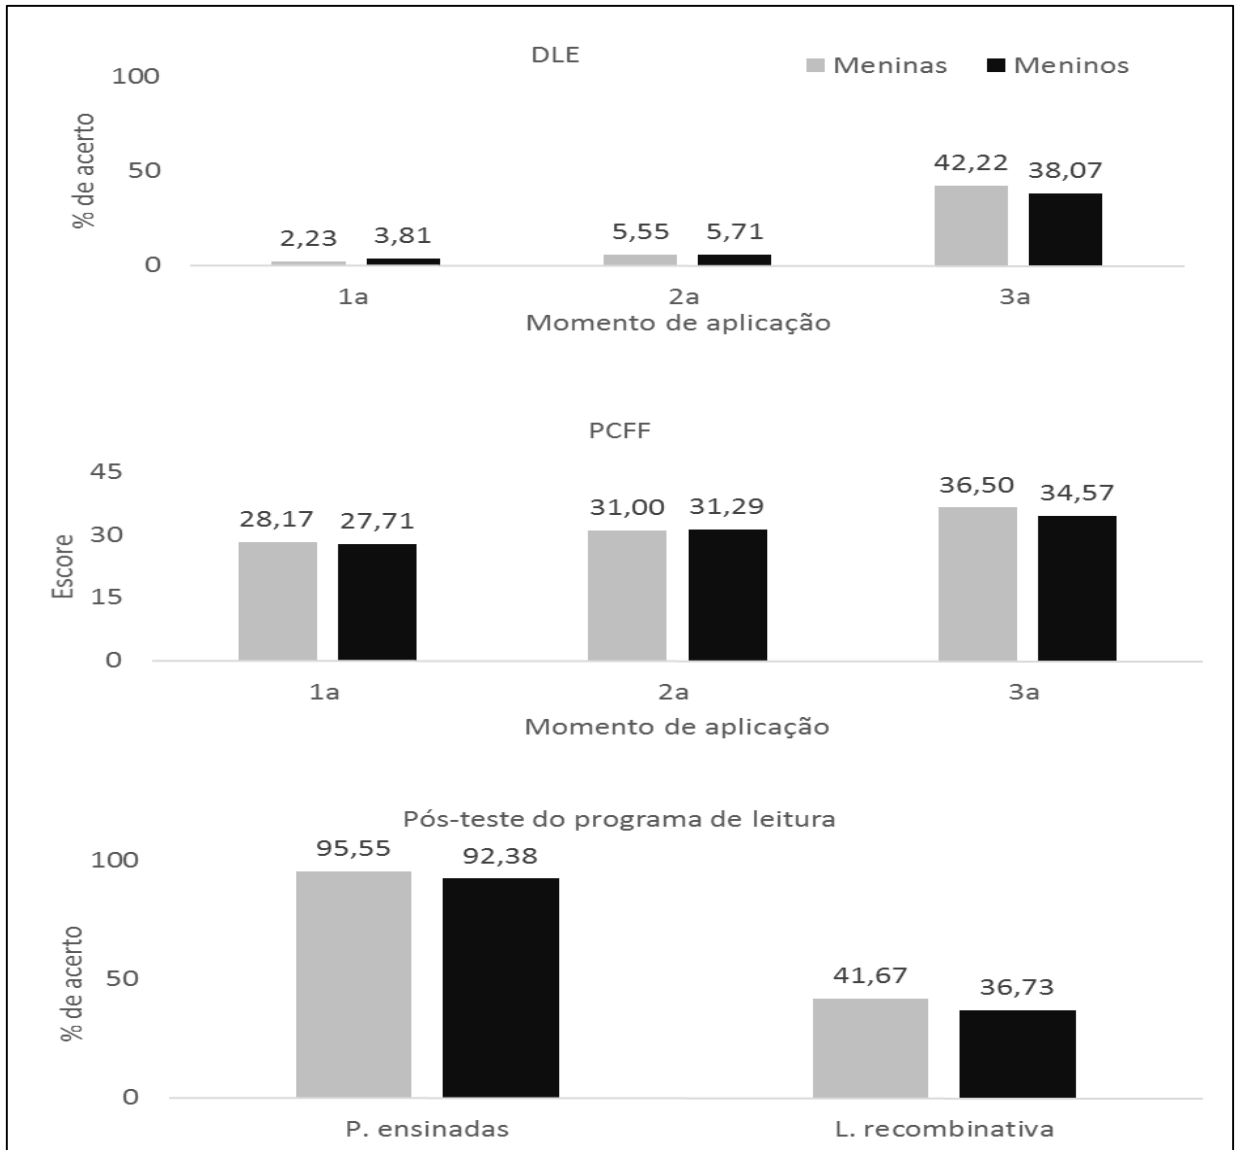 DLE
Meninas Meninos
100
50
0
% de acerto
2,23 3,81 5,55 5,71 42,22 38,07
1a 2a 3a
Momento de aplicação
PCFF
45
30
15
0
Escore
28,17 27,71 31,00 31,29 36,50 34,57
1a 2a 3a
Momento de aplicação
Pós-teste do programa de leitura
100
50
0
% de acerto
95,55 92,38 41,67 36,73
P. ensinadas L. recombinativa